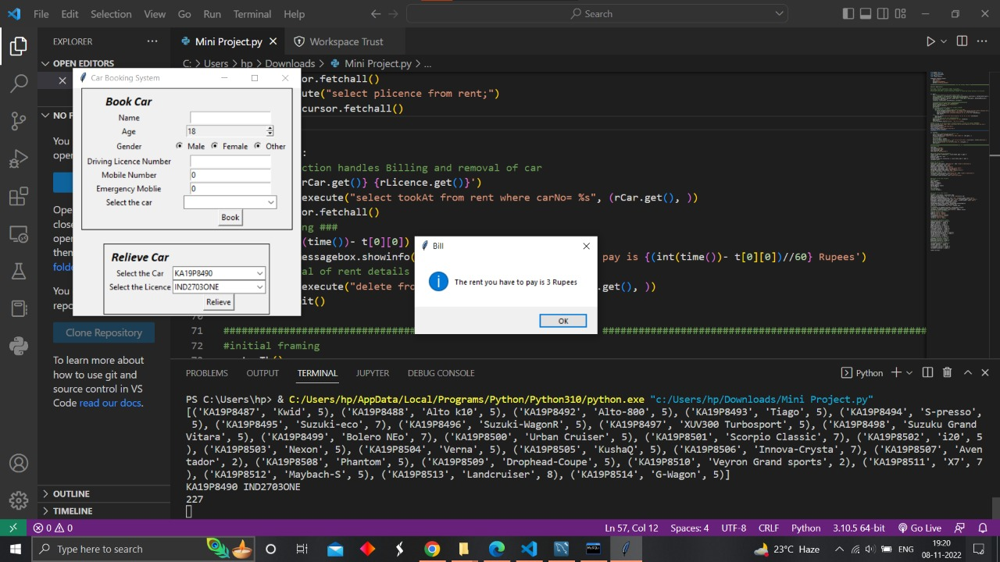 File Edit Selection View Go Run Terminal Help Search
EXPLORER
Mini Project.py Workspace Trust
OPEN EDITORS
C: > Users > hp > Downloads > Mini Project.py > ...
Car Booking System
Book Car
Name
Age 18
Gender Male Female Other
Driving Licence Number
Mobile Number 0
Emergency Moblie 0
Select the car
Book
Relieve Car
Select the Car KA19P8490
Select the Licence IND2703ONE
Relieve
NO F
You
oper
Oper
close
oper
them
folde
You
repo
Clone Repository
To learn more about
how to use git and
source control in VS
Code read our docs.
OUTLINE
TIMELINE
or.fetchall()
ute("select plicence from rent;")
cursor.fetchall()
:
ction handles Billing and removal of car
rCar.get()} {rLicence.get()}')
execute("select tookAt from rent where carNo= %s", (rCar.get(), ))
or.fetchall()
ng ###
(time())- t[0][0])
essagebox.showinfo( pay is {(int(time())- t[0][0])//60} Rupees')
al of rent details
execute("delete fro .get(), ))
it()
70
71 ####################
72 #initial framing
Bill
The rent you have to pay is 3 Rupees
OK
PROBLEMS OUTPUT TERMINAL JUPYTER DEBUG CONSOLE Python
PS C:\Users\hp> & C:/Users/hp/AppData/Local/Programs/Python/Python310/python.exe "c:/Users/hp/Downloads/Mini Project.py"
[('KA19P8487', 'Kwid', 5), ('KA19P8488', 'Alto k10', 5), ('KA19P8492', 'Alto-800', 5), ('KA19P8493', 'Tiago', 5), ('KA19P8494', 'S-presso',
 5), ('KA19P8495', 'Suzuki-eco', 7), ('KA19P8496', 'Suzuki-WagonR', 5), ('KA19P8497', 'XUV300 Turbosport', 5), ('KA19P8498', 'Suzuku Grand
Vitara', 5), ('KA19P8499', 'Bolero NEo', 7), ('KA19P8500', 'Urban Cruiser', 5), ('KA19P8501', 'Scorpio Classic', 7), ('KA19P8502', 'i20', 5
), ('KA19P8503', 'Nexon', 5), ('KA19P8504', 'Verna', 5), ('KA19P8505', 'KushaQ', 5), ('KA19P8506', 'Innova-Crysta', 7), ('KA19P8507', 'Aven
tador', 2), ('KA19P8508', 'Phantom', 5), ('KA19P8509', 'Drophead-Coupe', 5), ('KA19P8510', 'Veyron Grand sports', 2), ('KA19P8511', 'X7', 7
), ('KA19P8512', 'Maybach-S', 5), ('KA19P8513', 'Landcruiser', 8), ('KA19P8514', 'G-Wagon', 5)]
KA19P8490 IND2703ONE
227
0 0 Ln 57, Col 12 Spaces: 4 UTF-8 CRLF Python 3.10.5 64-bit Go Live
Type here to search 23°C Haze ENG 19:20
08-11-2022